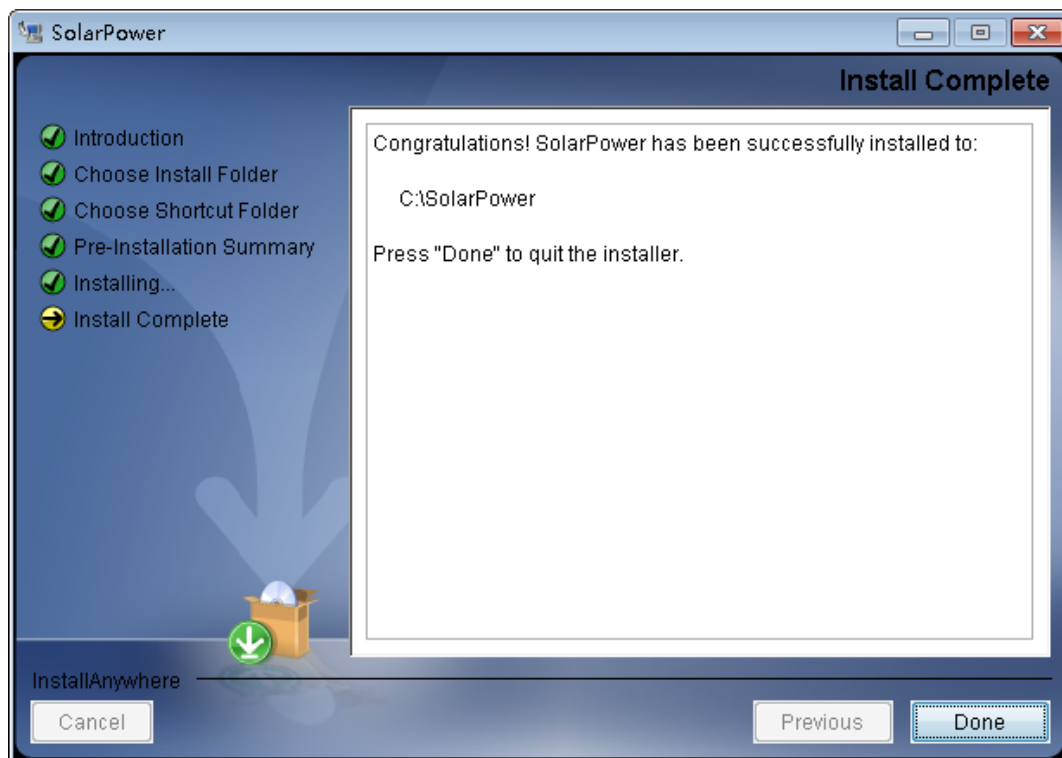 SolarPower
Install Complete
Introduction
Choose Install Folder
Choose Shortcut Folder
Pre-Installation Summary
Installing...
Install Complete
Congratulations! SolarPower has been successfully installed to:
C:\SolarPower
Press "Done" to quit the installer.
InstallAnywhere
Cancel
Previous
Done